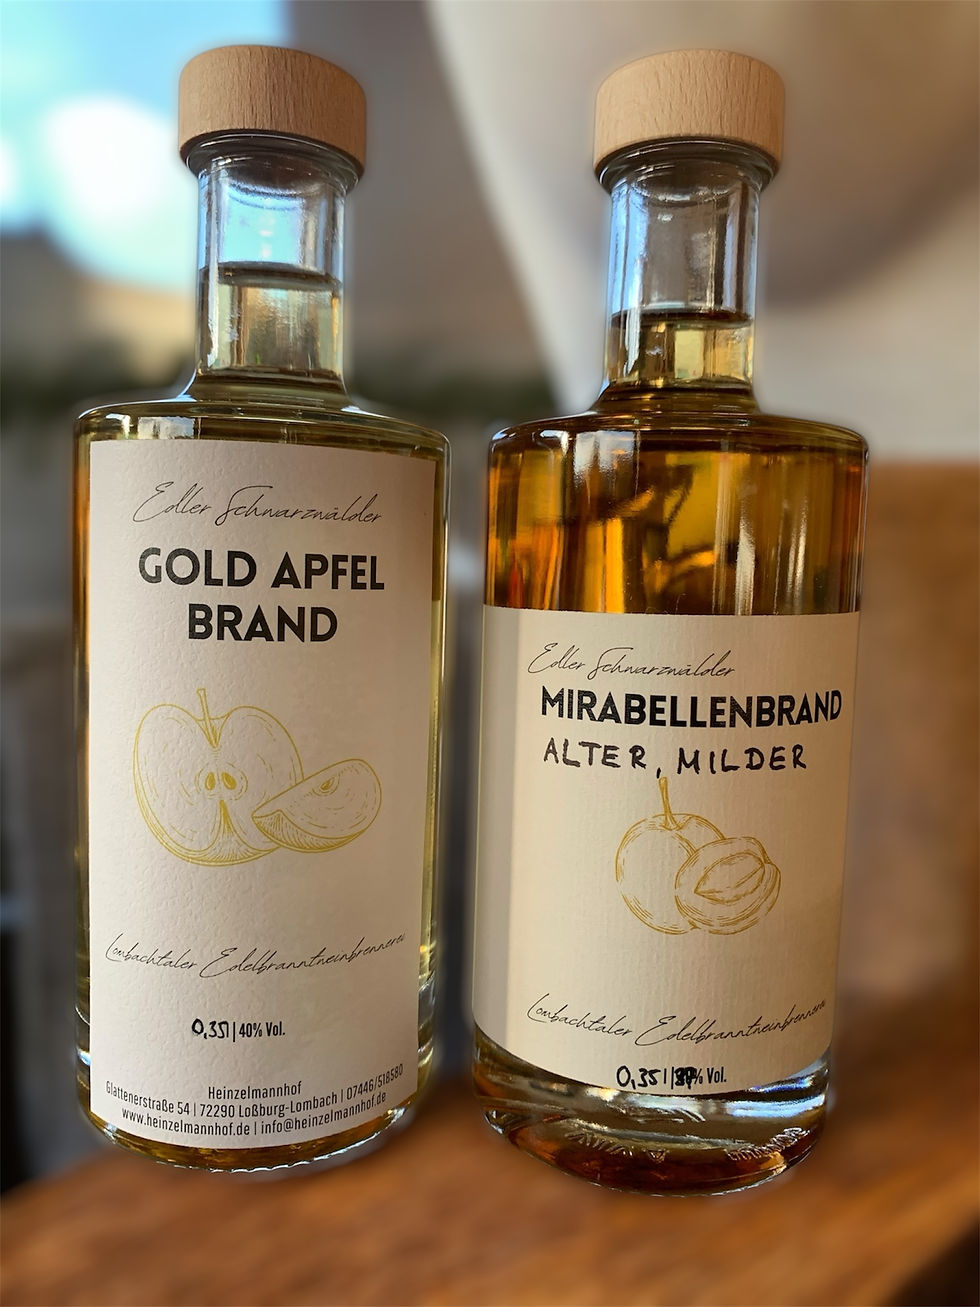 Edler Schwarzwälder
GOLD APFEL
BRAND
Lombachtaler Edelbranntweinbrennerei
0,35l | 40% Vol.
Heinzelmannhof
Glattenerstraße 54 | 72290 Loßburg-Lombach | 07446/518580
www.heinzelmannhof.de | info@heinzelmannhof.de
Edler Schwarzwälder
MIRABELLENBRAND
ALTER, MILDER
Lombachtaler Edelbranntweinbrennerei
0,35 l | % Vol.